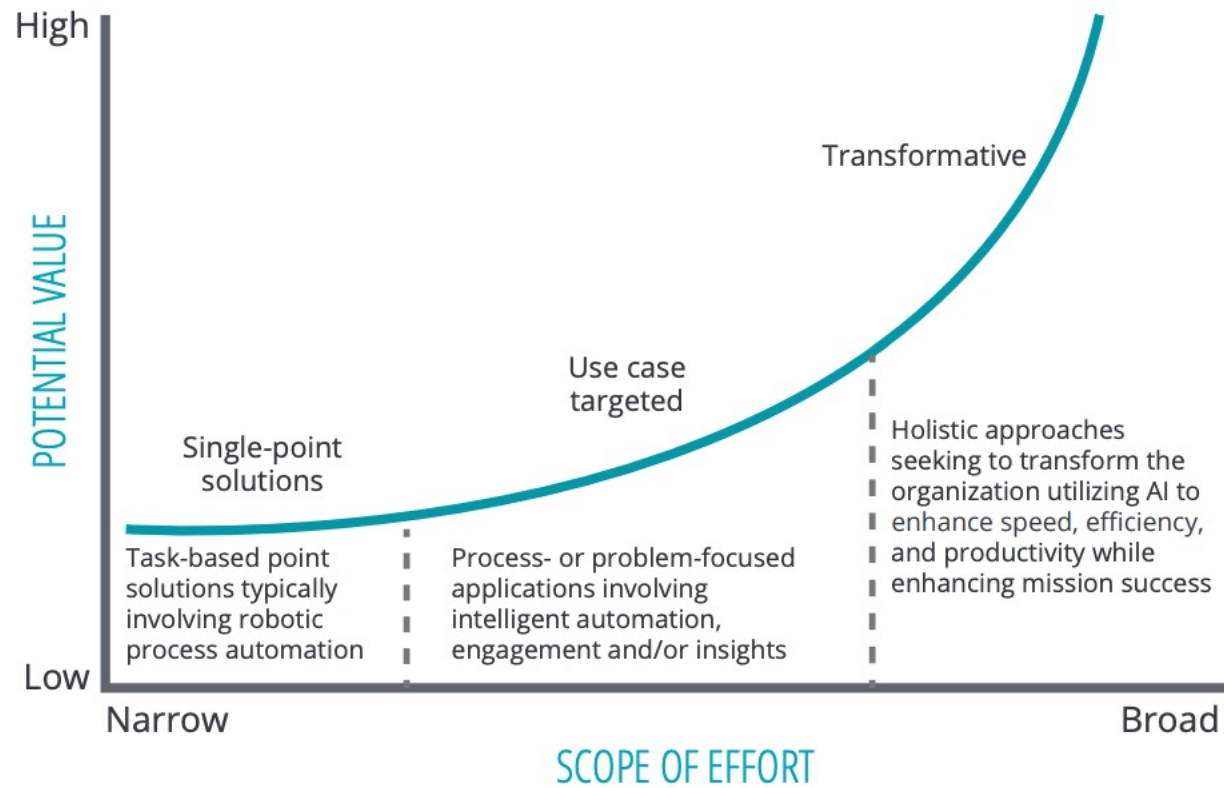 High
Transformative
POTENTIAL VALUE
Use case
targeted
Single-point
solutions
Holistic approaches
seeking to transform the
organization utilizing AI to
enhance speed, efficiency,
and productivity while
enhancing mission success
Task-based point
solutions typically
involving robotic
process automation
Process- or problem-focused
applications involving
intelligent automation,
engagement and/or insights
Low
Narrow
Broad
SCOPE OF EFFORT